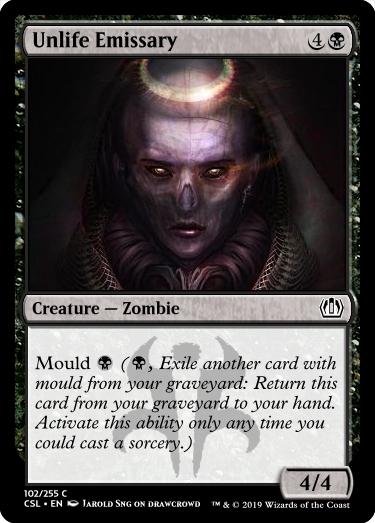 Unlife Emissary 4
Creature — Zombie
Mould (, Exile another card with
mould from your graveyard: Return this
card from your graveyard to your hand.
Activate this ability only any time you
could cast a sorcery.)
4/4
102/255 C
CSL • EN Jarold Sng on drawcrowd ™ & © 2019 Wizards of the Coast